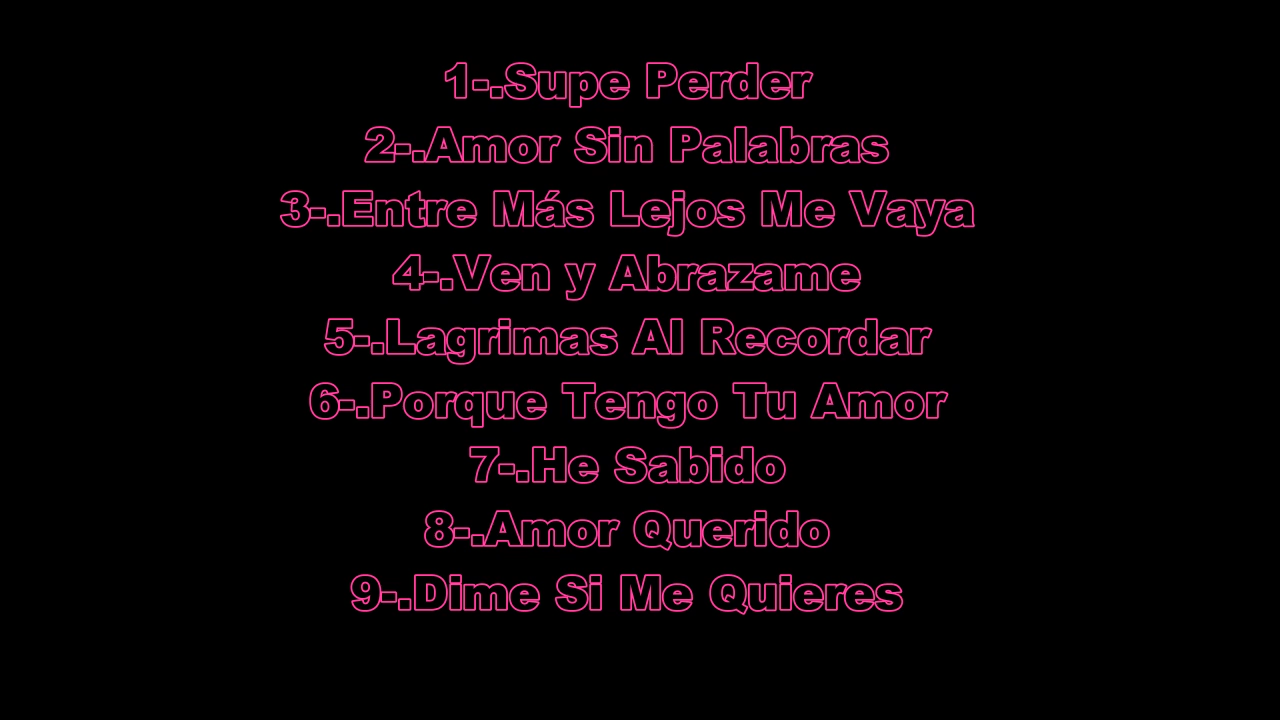 1-.Supe Perder
2-.Amor Sin Palabras
3-.Entre Más Lejos Me Vaya
4-.Ven y Abrazame
5-.Lagrimas Al Recordar
6-.Porque Tengo Tu Amor
7-.He Sabido
8-.Amor Querido
9-.Dime Si Me Quieres